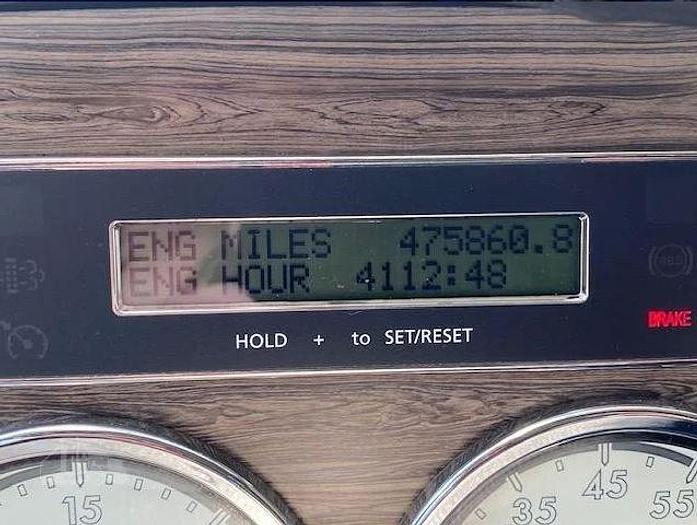 ENG MILES 475860.8
ENG HOUR 4112:48
HOLD + to SET/RESET
BRAKE
15
35 45 55